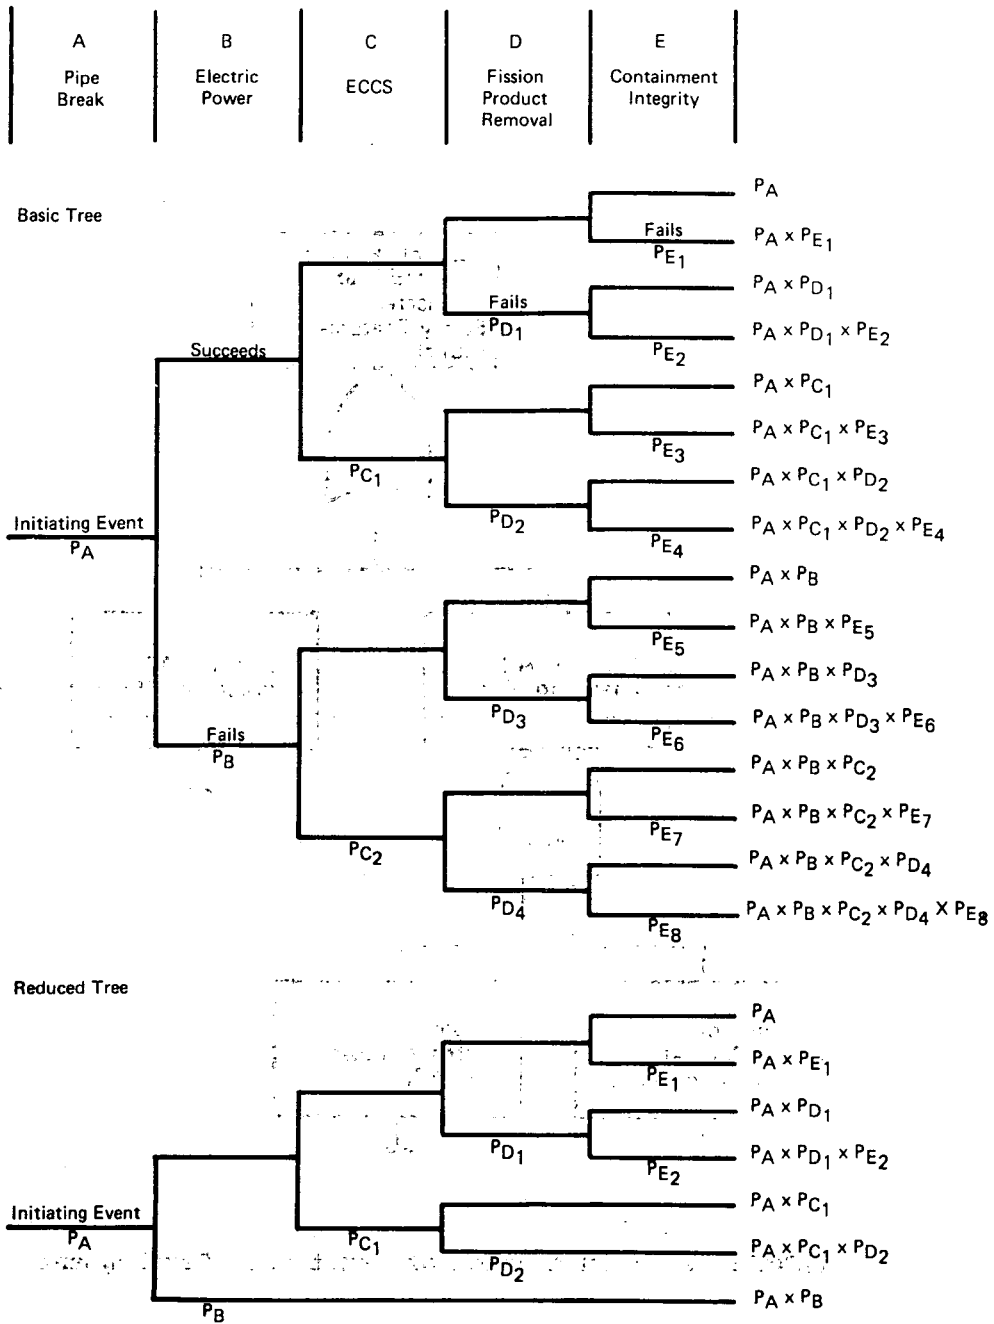 A B C D E
Pipe Break
Electric Power
ECCS
Fission Product Removal
Containment Integrity
Basic Tree
P_A
Fails
P_E1
P_A x P_E1
P_A x P_D1
Fails
P_D1
P_A x P_D1 x P_E2
P_E2
Succeeds
P_A x P_C1
P_A x P_C1 x P_E3
P_E3
P_C1
P_A x P_C1 x P_D2
P_D2
P_A x P_C1 x P_D2 x P_E4
P_E4
Initiating Event
P_A
P_A x P_B
P_A x P_B x P_E5
P_E5
P_A x P_B x P_D3
P_D3
P_A x P_B x P_D3 x P_E6
P_E6
Fails
P_B
P_A x P_B x P_C2
P_A x P_B x P_C2 x P_E7
P_E7
P_C2
P_A x P_B x P_C2 x P_D4
P_D4
P_A x P_B x P_C2 x P_D4 X P_E8
P_E8
Reduced Tree
P_A
P_A x P_E1
P_E1
P_A x P_D1
P_D1
P_A x P_D1 x P_E2
P_E2
P_A x P_C1
Initiating Event
P_A
P_C1
P_A x P_C1 x P_D2
P_D2
P_A x P_B
P_B